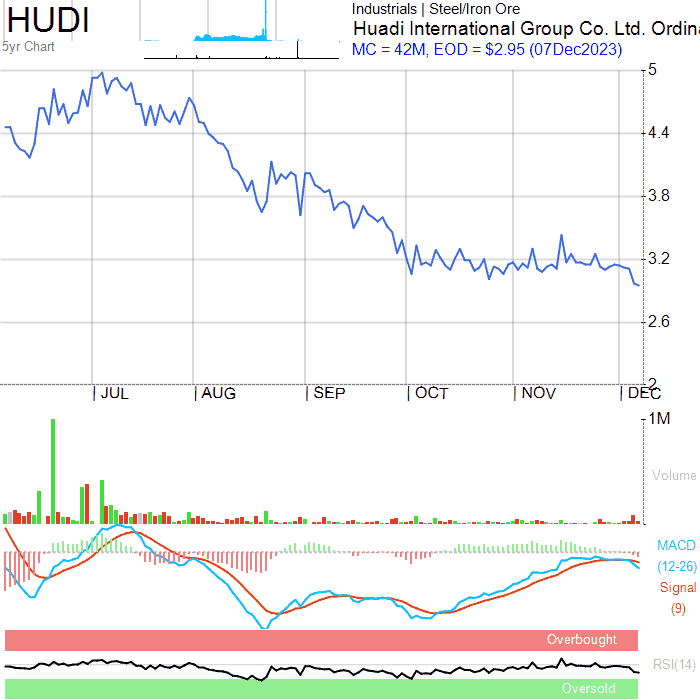 HUDI
5yr Chart
Industrials | Steel/Iron Ore
Huadi International Group Co. Ltd. Ordina
MC = 42M, EOD = $2.95 (07Dec2023)
5
4.4
3.8
3.2
2.6
2
JUL AUG SEP OCT NOV DEC
1M
Volume
MACD
(12-26)
Signal
(9)
Overbought
RSI(14)
Oversold